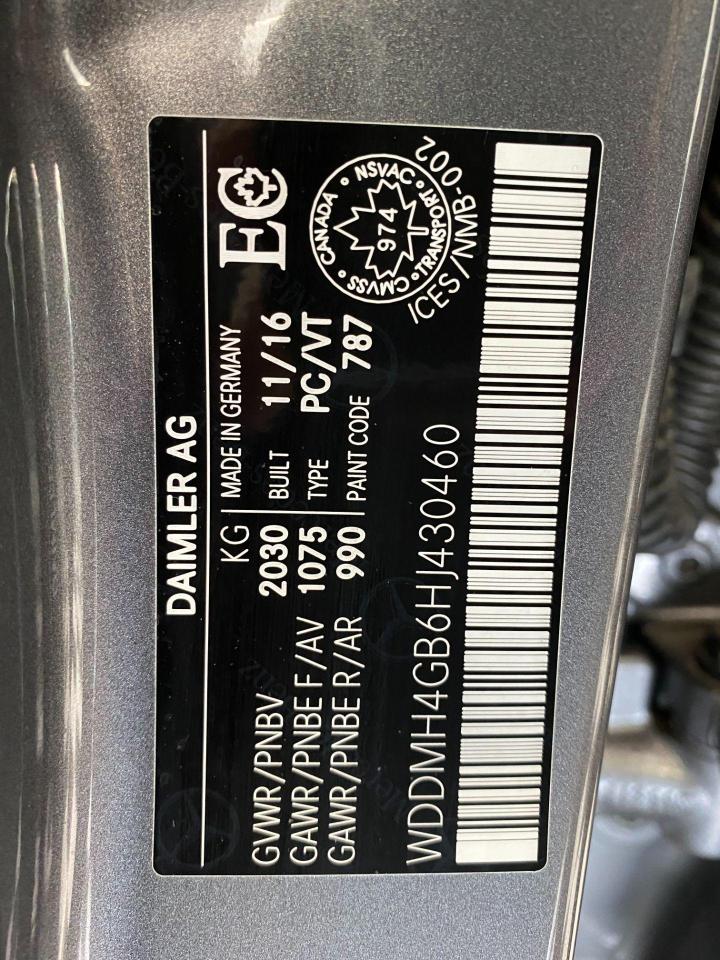 DAIMLER AG
KG
MADE IN GERMANY
GVWR/PNBV 2030 BUILT 11/16
GAWR/PNBE F/AV 1075 TYPE PC/VT
GAWR/PNBE R/AR 990 PAINT CODE 787
EC
CANADA • NSVAC • TRANSPORT • CMVSS •
974
/CES/NMB-002
WDDMH4GB6HJ430460